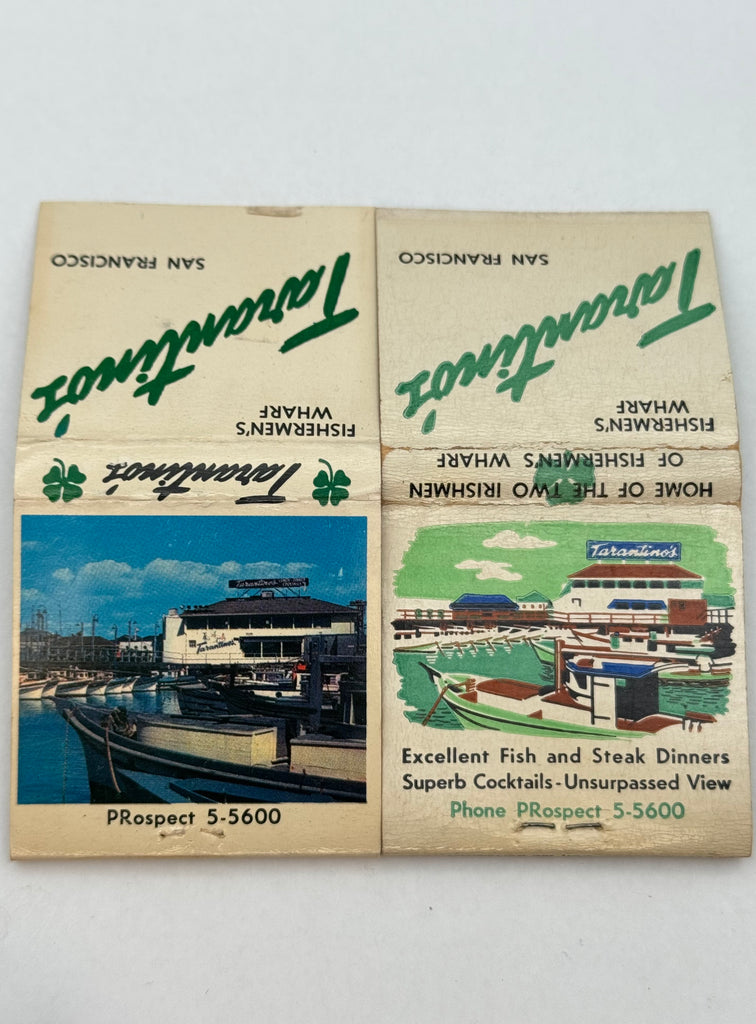 SAN FRANCISCO
Tarantino's
FISHERMEN'S
WHARF
Tarantino's
Tarantino's
Tarantino's
PRospect 5-5600
SAN FRANCISCO
Tarantino's
FISHERMEN'S
WHARF
HOME OF THE TWO IRISHMEN
OF FISHERMEN'S WHARF
Tarantino's
Excellent Fish and Steak Dinners
Superb Cocktails-Unsurpassed View
Phone PRospect 5-5600